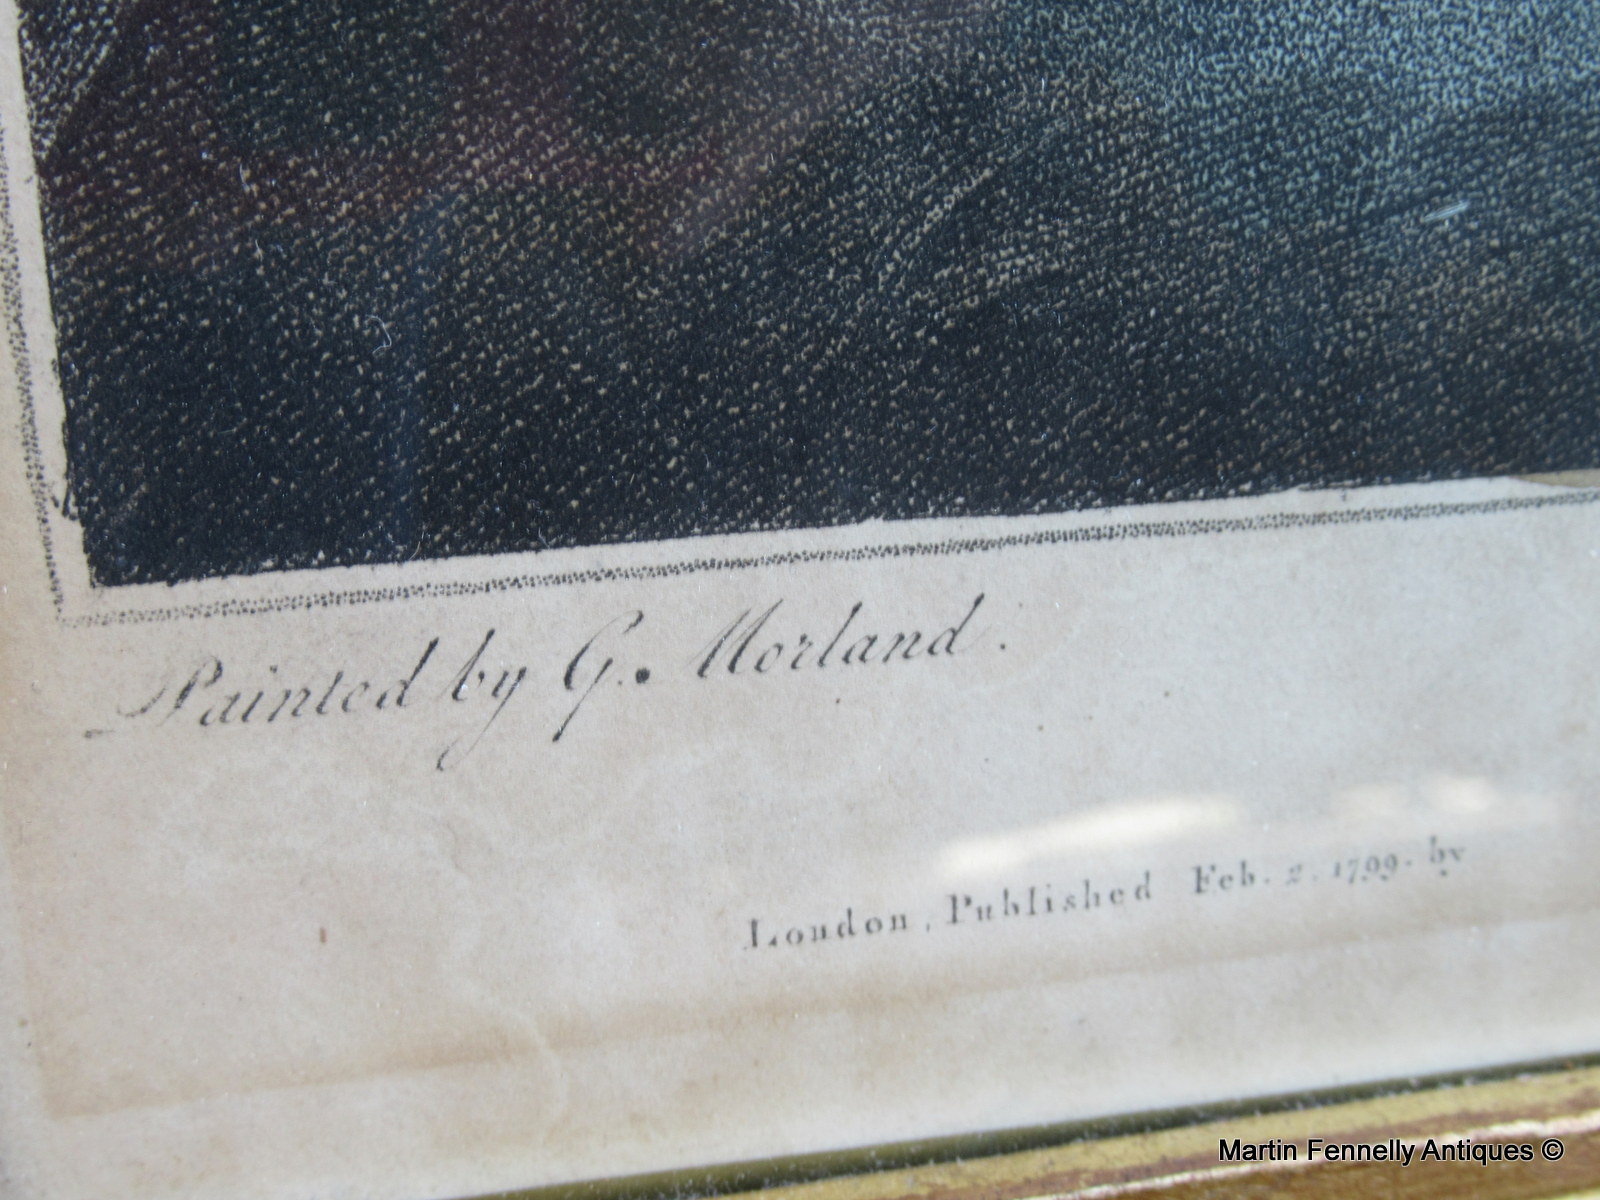 Painted by G. Morland.
London, Published Feb. 2. 1799. by
Martin Fennelly Antiques ©